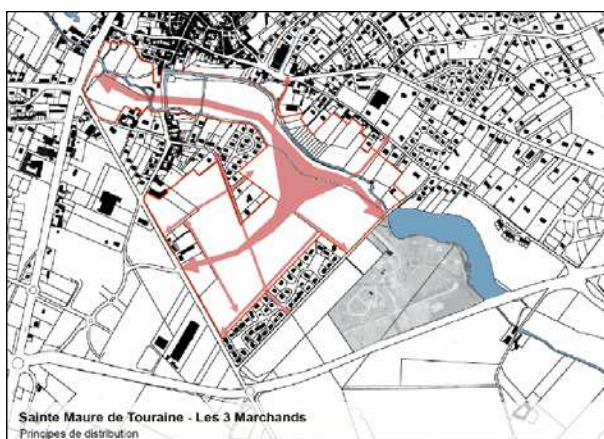 Sainte Maure de Touraine - Les 3 Marchands
Principes de distribution